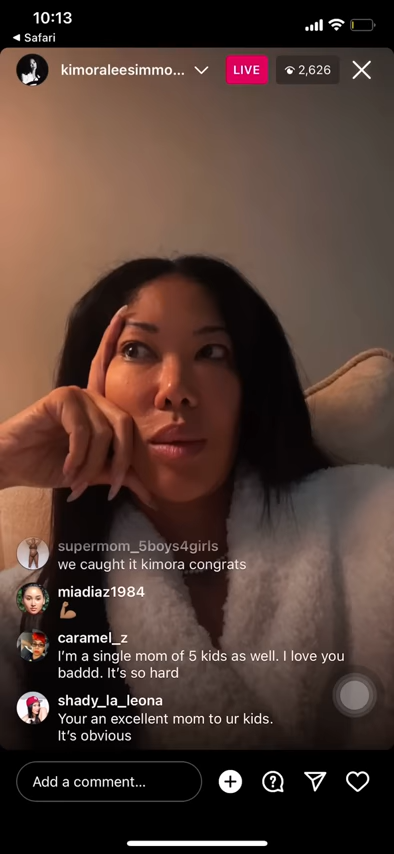 10:13
◀ Safari
kimoraleesimmo...
LIVE
2,626
supermom_5boys4girls
we caught it kimora congrats
miadiaz1984
💪🏽
caramel_z
I'm a single mom of 5 kids as well. I love you
baddd. It's so hard
shady_la_leona
Your an excellent mom to ur kids.
It's obvious
Add a comment...